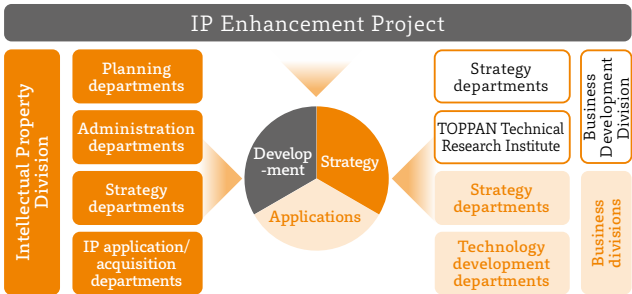 IP Enhancement Project
Intellectual Property
Division
Planning
departments
Administration
departments
Strategy
departments
IP application/
acquisition
departments
Develop
-ment
Strategy
Applications
Strategy
departments
TOPPAN Technical
Research Institute
Strategy
departments
Technology
development
departments
Business
Development
Division
Business
divisions